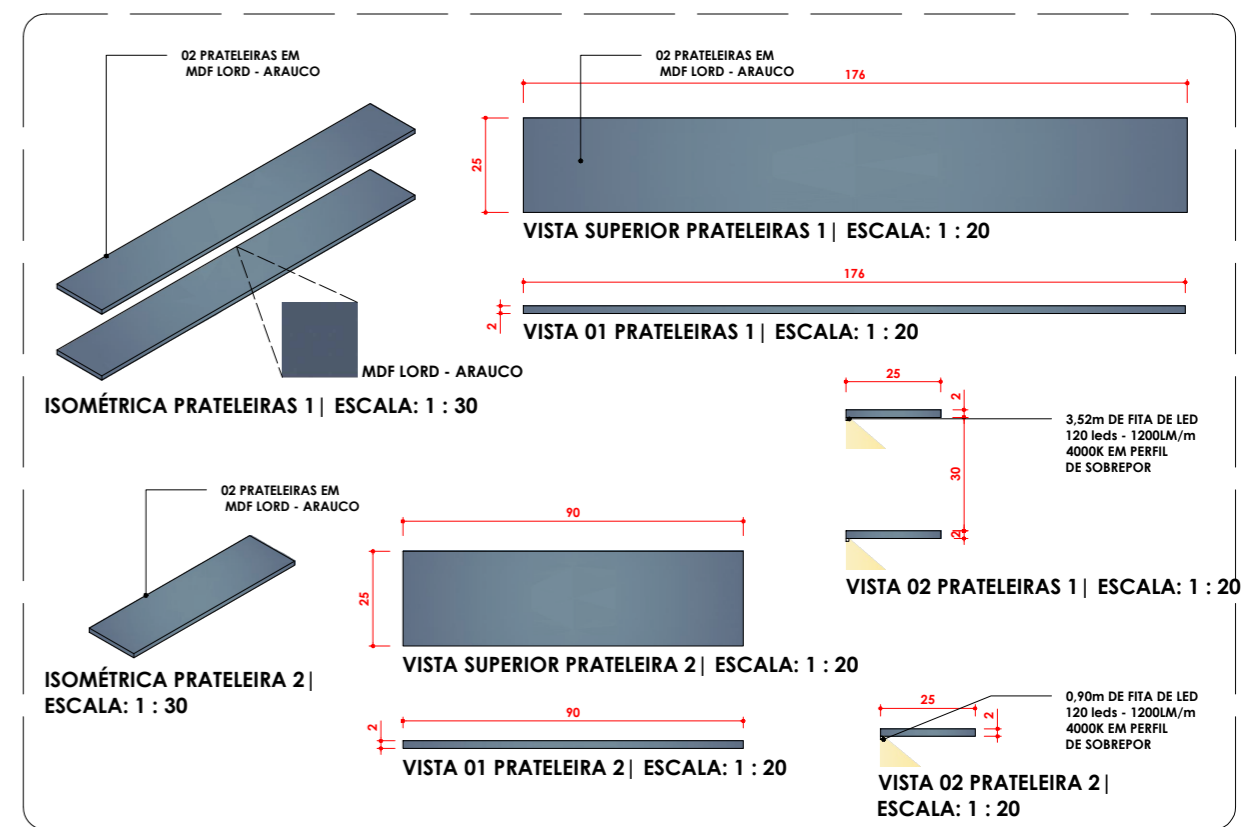 02 PRATELEIRAS EM
MDF LORD - ARAUCO
MDF LORD - ARAUCO
ISOMÉTRICA PRATELEIRAS 1| ESCALA: 1 : 30
02 PRATELEIRAS EM
MDF LORD - ARAUCO
176
25
VISTA SUPERIOR PRATELEIRAS 1| ESCALA: 1 : 20
176
2
VISTA 01 PRATELEIRAS 1| ESCALA: 1 : 20
25
2
3,52m DE FITA DE LED
120 leds - 1200LM/m
4000K EM PERFIL
DE SOBREPOR
30
2
VISTA 02 PRATELEIRAS 1| ESCALA: 1 : 20
02 PRATELEIRAS EM
MDF LORD - ARAUCO
ISOMÉTRICA PRATELEIRA 2|
ESCALA: 1 : 30
90
25
VISTA SUPERIOR PRATELEIRA 2| ESCALA: 1 : 20
90
2
VISTA 01 PRATELEIRA 2| ESCALA: 1 : 20
25
2
0,90m DE FITA DE LED
120 leds - 1200LM/m
4000K EM PERFIL
DE SOBREPOR
VISTA 02 PRATELEIRA 2|
ESCALA: 1 : 20